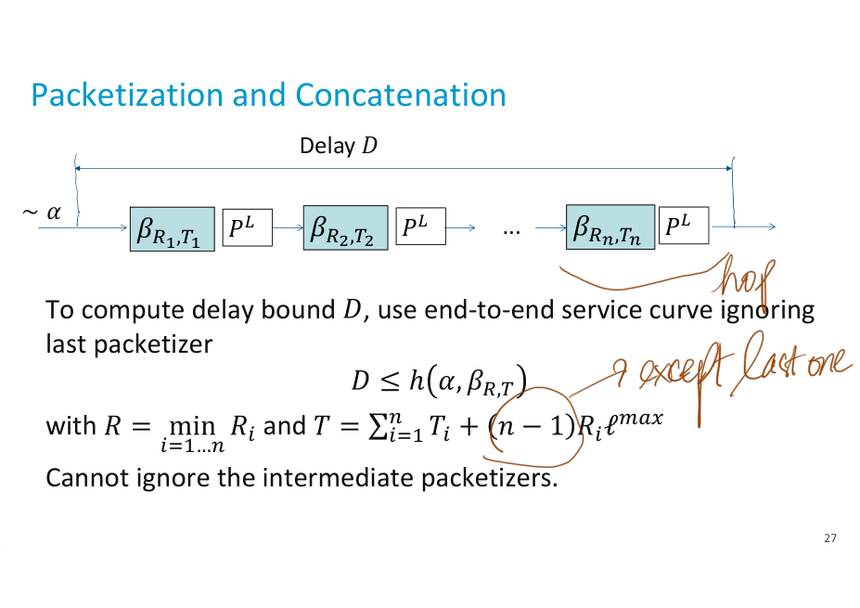 Packetization and Concatenation
Delay D
~ α
β_{R_1,T_1} P^L β_{R_2,T_2} P^L ... β_{R_n,T_n} P^L
hop
To compute delay bound D, use end-to-end service curve ignoring
last packetizer
except last one
D ≤ h(α, β_{R,T})
with R = min_{i=1…n} R_i and T = ∑_{i=1}^{n} T_i + (n − 1)R_iℓ^{max}
Cannot ignore the intermediate packetizers.
27